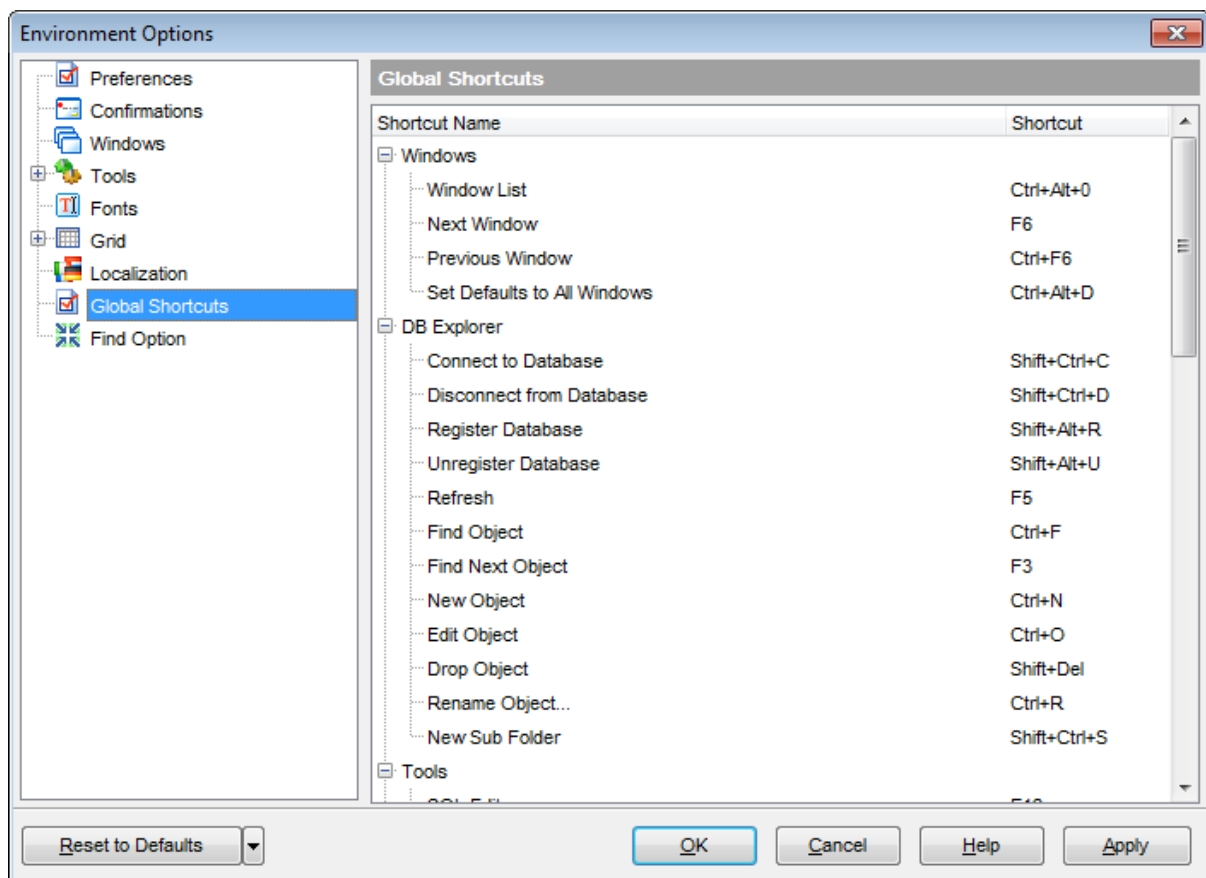 Environment Options
Preferences
Confirmations
Windows
Tools
Fonts
Grid
Localization
Global Shortcuts
Find Option
Global Shortcuts
Shortcut Name Shortcut
Windows
Window List Ctrl+Alt+0
Next Window F6
Previous Window Ctrl+F6
Set Defaults to All Windows Ctrl+Alt+D
DB Explorer
Connect to Database Shift+Ctrl+C
Disconnect from Database Shift+Ctrl+D
Register Database Shift+Alt+R
Unregister Database Shift+Alt+U
Refresh F5
Find Object Ctrl+F
Find Next Object F3
New Object Ctrl+N
Edit Object Ctrl+O
Drop Object Shift+Del
Rename Object... Ctrl+R
New Sub Folder Shift+Ctrl+S
Tools
Reset to Defaults OK Cancel Help Apply